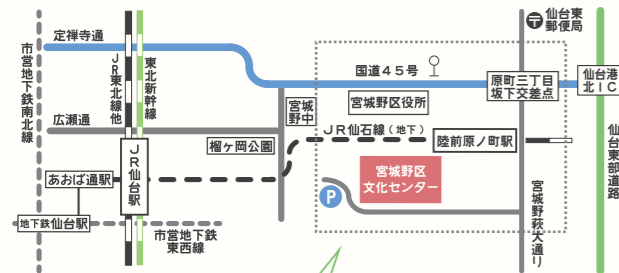 定禅寺通
市営地下鉄南北線
JR東北線他
東北新幹線
広瀬通
JR仙台駅
あおば通駅
地下鉄仙台駅
市営地下鉄
東西線
榴ヶ岡公園
宮城
野中
国道45号
宮城野区役所
JR仙石線(地下)
陸前原ノ町駅
宮城野区
文化センター
P
原町三丁目
坂下交差点
仙台東
郵便局
仙台港
北IC
仙台東部道路
宮城野萩大通り